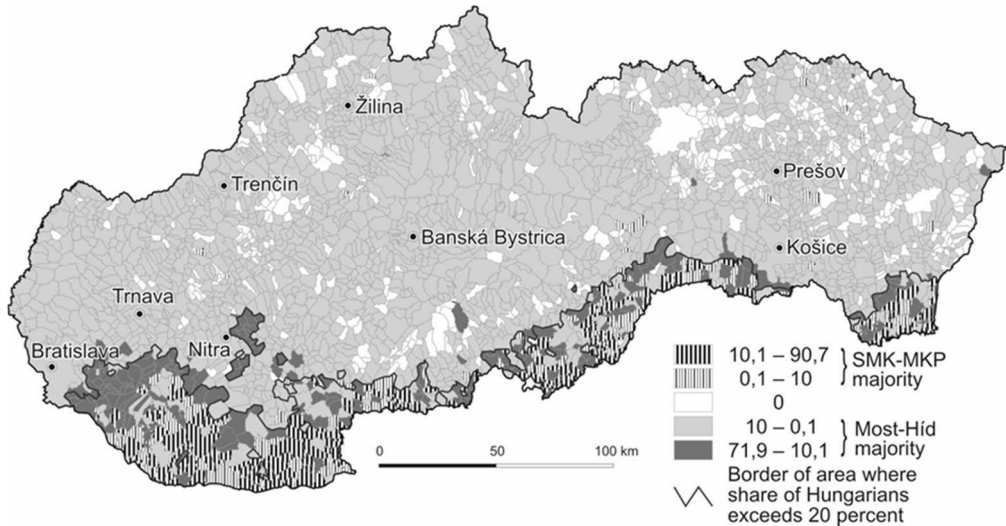 Žilina
Trenčín
Prešov
Banská Bystrica
Košice
Trnava
Nitra
Bratislava
10,1 – 90,7
0,1 – 10
SMK-MKP
majority
0
10 – 0,1
71,9 – 10,1
Most-Híd
majority
0 50 100 km
Border of area where
share of Hungarians
exceeds 20 percent